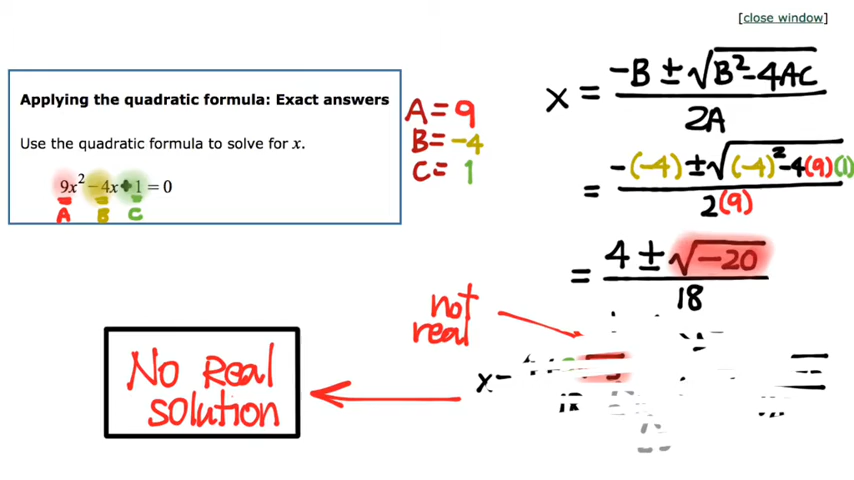 [close window]
Applying the quadratic formula: Exact answers
Use the quadratic formula to solve for x.
9x² − 4x + 1 = 0
A B C
A = 9
B = −4
C = 1
x = (−B ± √(B² − 4AC)) / 2A
= (−(−4) ± √((−4)² − 4(9)(1))) / 2(9)
= (4 ± √−20) / 18
not
real
No Real
solution